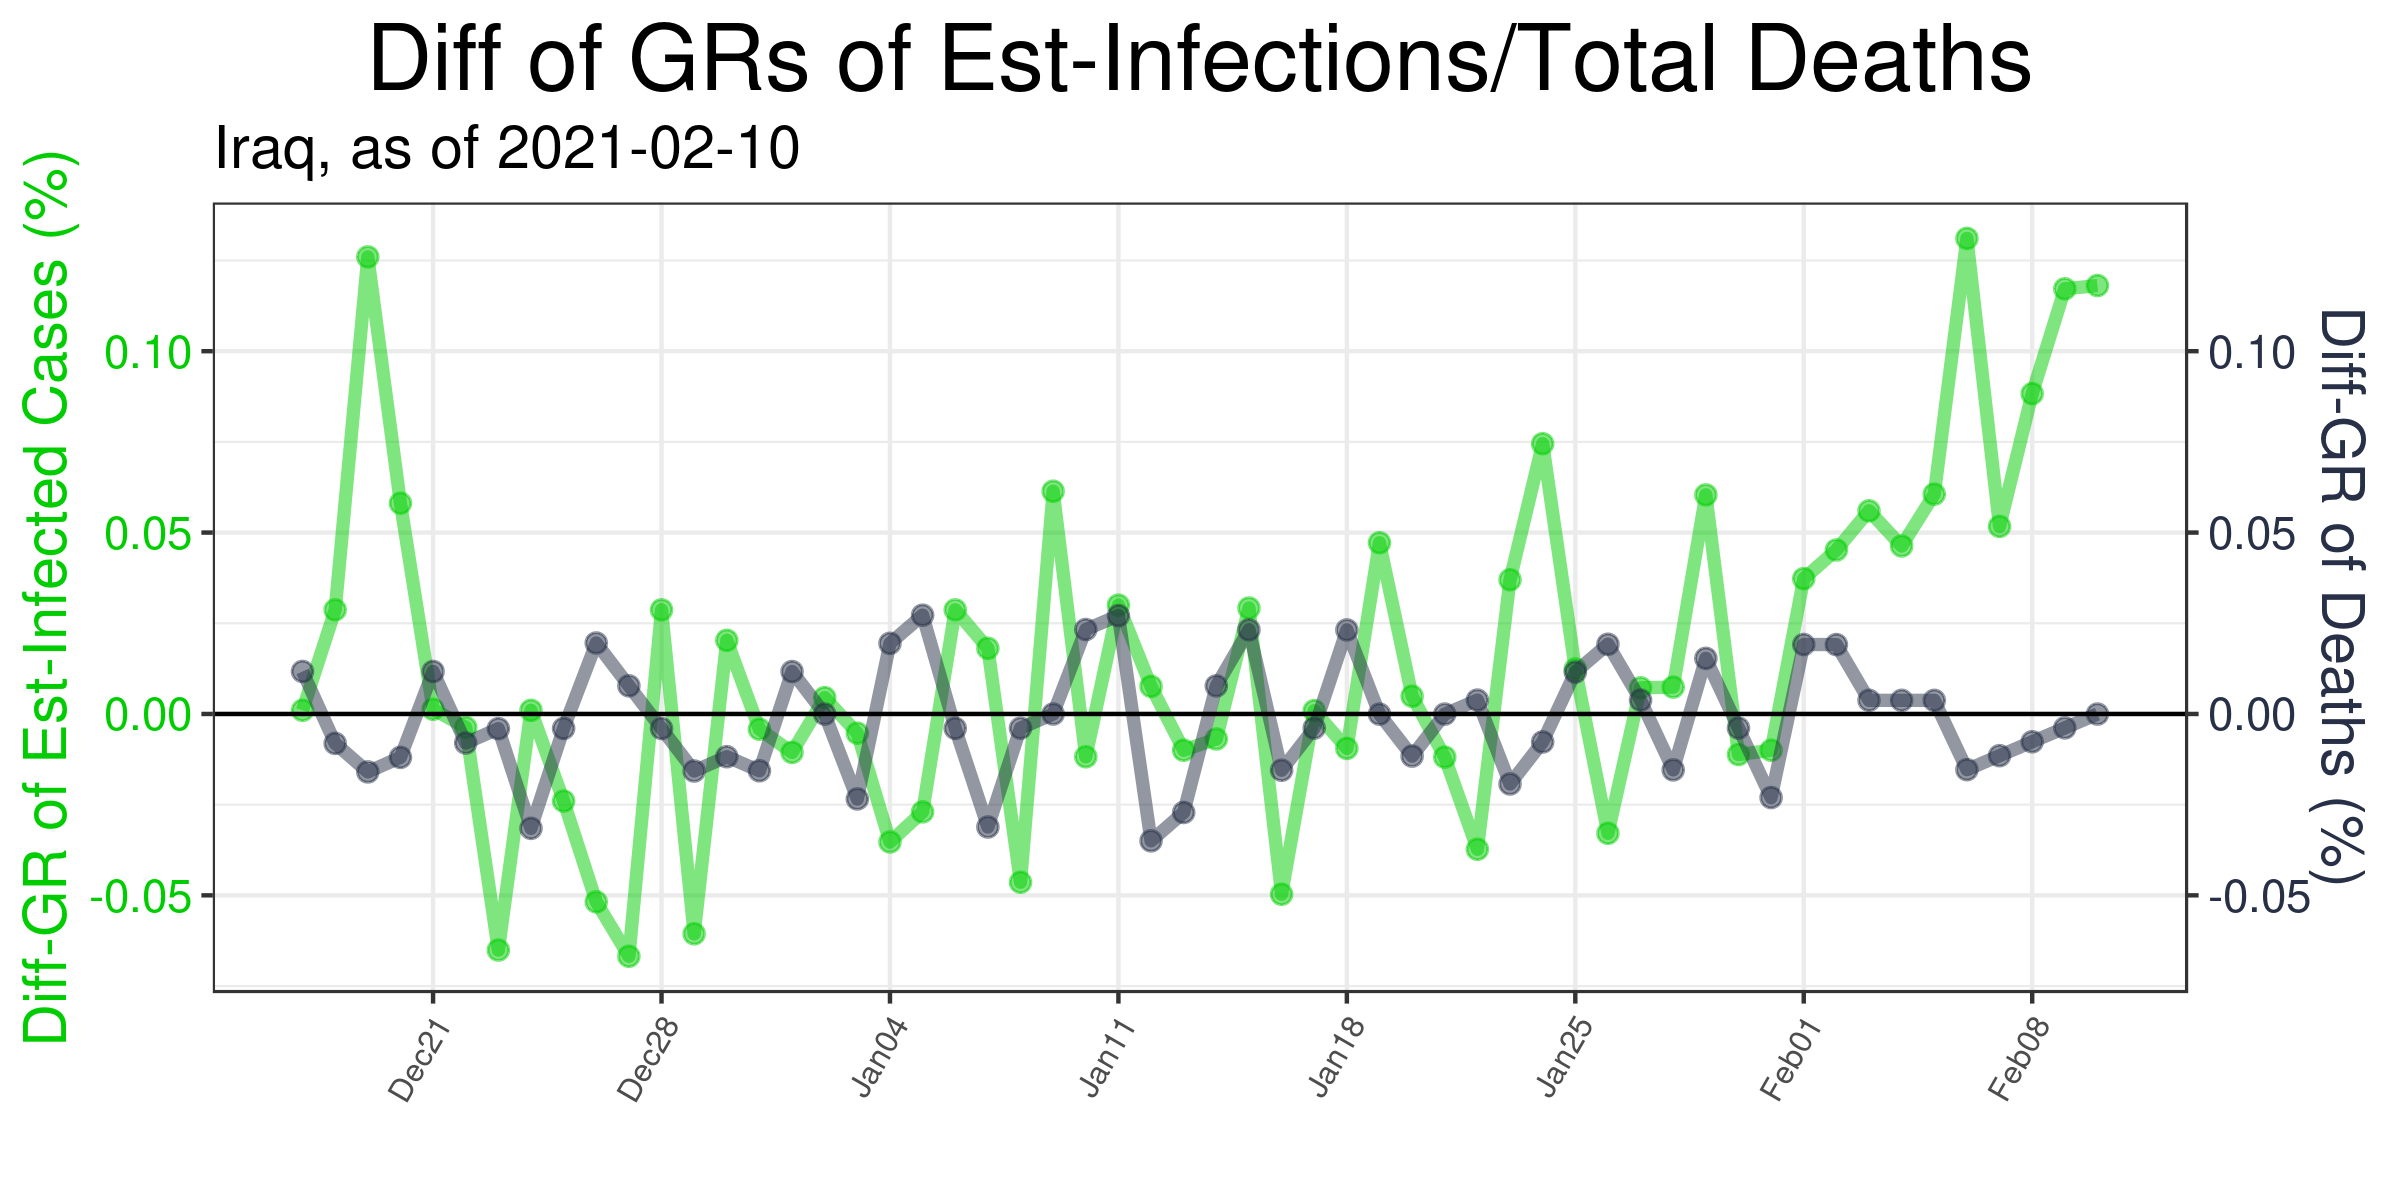 Diff of GRs of Est-Infections/Total Deaths
Iraq, as of 2021-02-10
Diff-GR of Est-Infected Cases (%)
0.10
0.05
0.00
-0.05
0.10
0.05
0.00
-0.05
Diff-GR of Deaths (%)
Dec21
Dec28
Jan04
Jan11
Jan18
Jan25
Feb01
Feb08